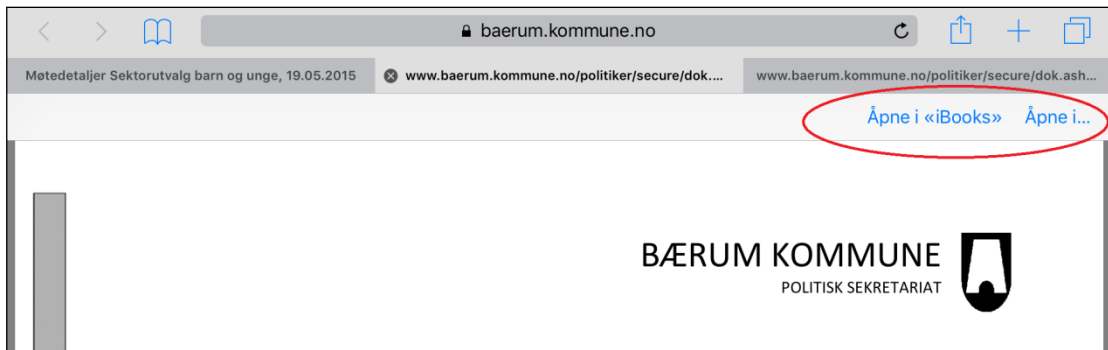 baerum.kommune.no
Møtedetaljer Sektorutvalg barn og unge, 19.05.2015
www.baerum.kommune.no/politiker/secure/dok....
www.baerum.kommune.no/politiker/secure/dok.ash...
Åpne i «iBooks» Åpne i...
BÆRUM KOMMUNE
POLITISK SEKRETARIAT